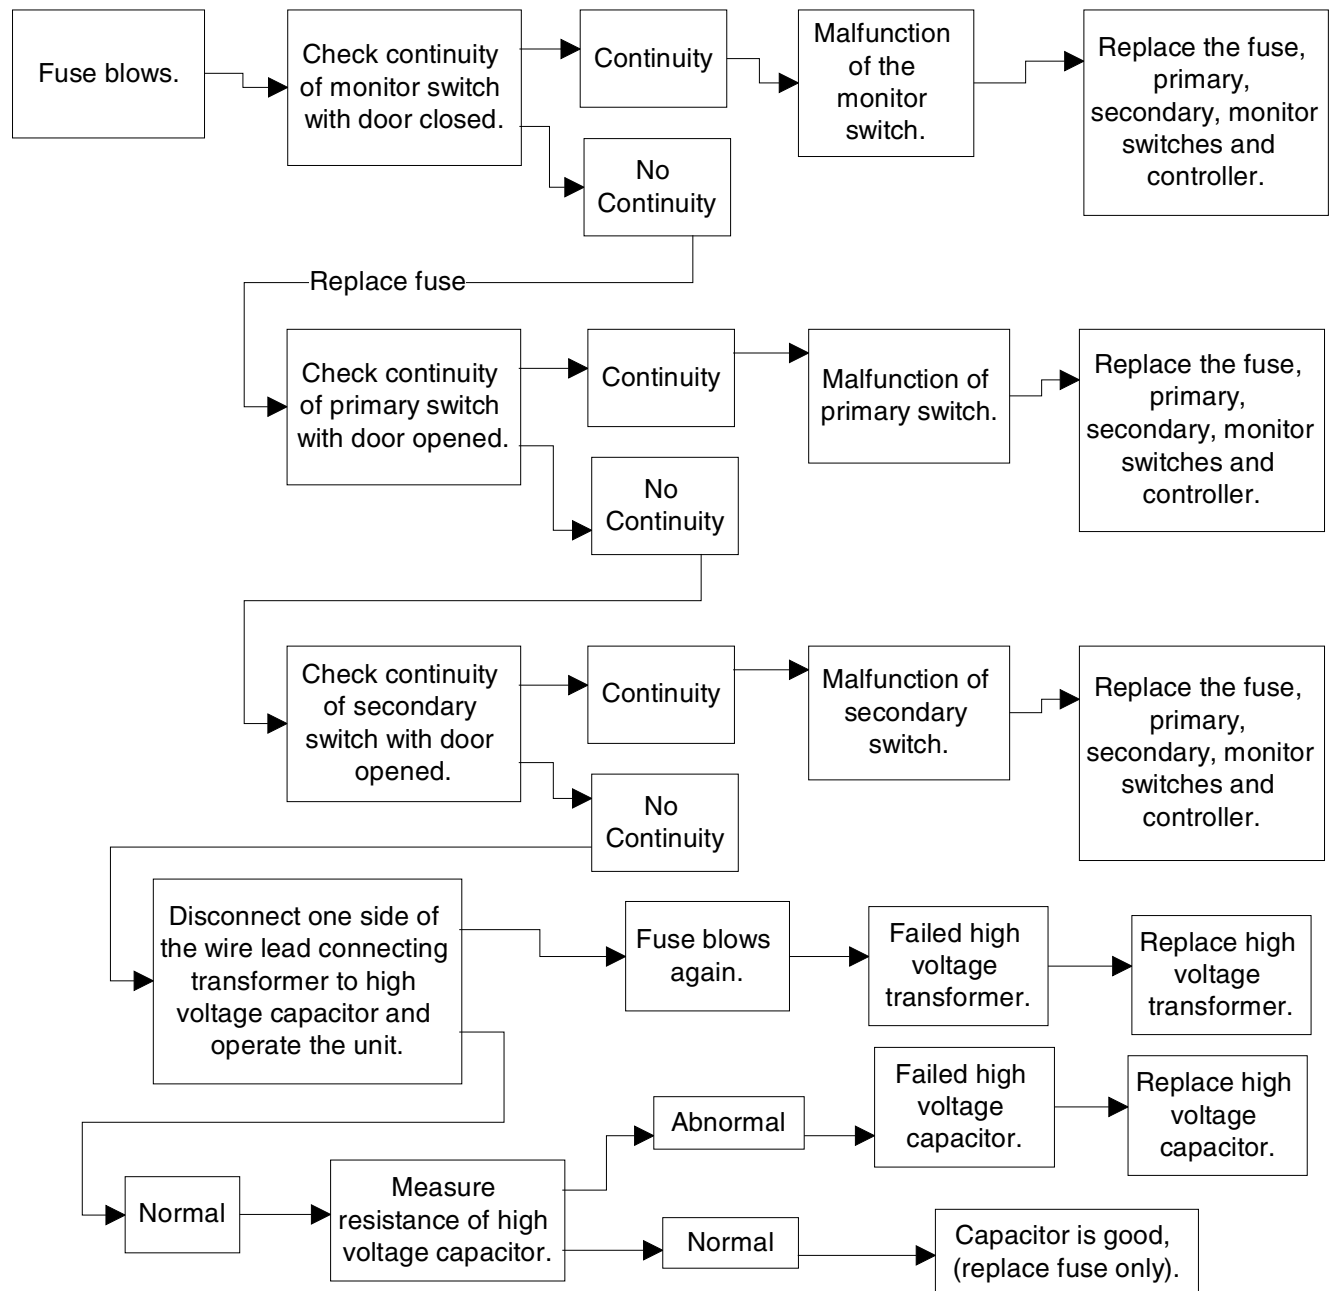 Fuse blows.
Check continuity
of monitor switch
with door closed.
Continuity
Malfunction
of the
monitor
switch.
Replace the fuse,
primary,
secondary, monitor
switches and
controller.
No
Continuity
Replace fuse
Check continuity
of primary switch
with door opened.
Continuity
Malfunction of
primary switch.
Replace the fuse,
primary,
secondary, monitor
switches and
controller.
No
Continuity
Check continuity
of secondary
switch with door
opened.
Continuity
Malfunction of
secondary
switch.
Replace the fuse,
primary,
secondary, monitor
switches and
controller.
No
Continuity
Disconnect one side of
the wire lead connecting
transformer to high
voltage capacitor and
operate the unit.
Fuse blows
again.
Failed high
voltage
transformer.
Replace high
voltage
transformer.
Normal
Measure
resistance of high
voltage capacitor.
Abnormal
Failed high
voltage
capacitor.
Replace high
voltage
capacitor.
Normal
Capacitor is good,
(replace fuse only).